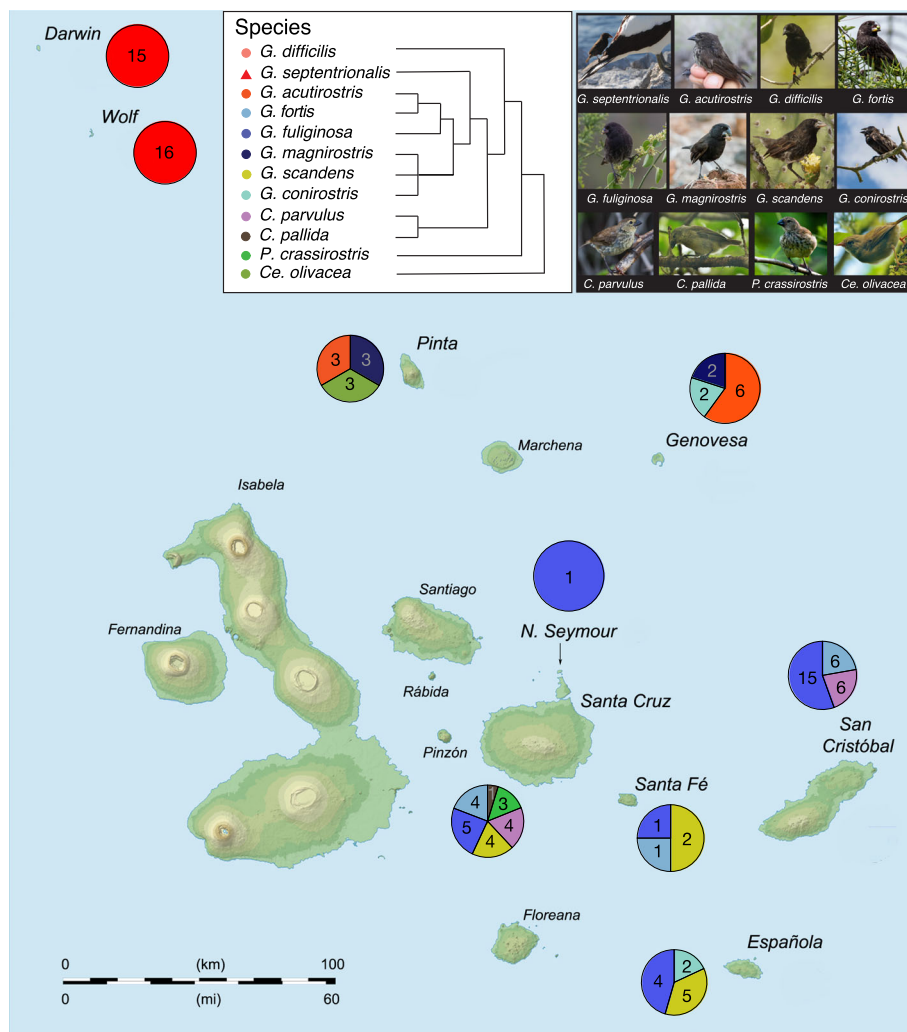 Darwin
15
Wolf
16
Species
G. difficilis
G. septentrionalis
G. acutirostris
G. fortis
G. fuliginosa
G. magnirostris
G. scandens
G. conirostris
C. parvulus
C. pallida
P. crassirostris
Ce. olivacea
G. septentrionalis G. acutirostris G. difficilis G. fortis
G. fuliginosa G. magnirostris G. scandens G. conirostris
C. parvulus C. pallida P. crassirostris Ce. olivacea
Pinta
3 3
3
2
2 6
Genovesa
Marchena
Isabela
1
Santiago
N. Seymour
Fernandina
Rábida
Santa Cruz
6
15
6
San
Cristóbal
Pinzón
Santa Fé
1
4 3
5 4
4
1 2
1
Floreana
Española
2
4
5
0 (km) 100
0 (mi) 60